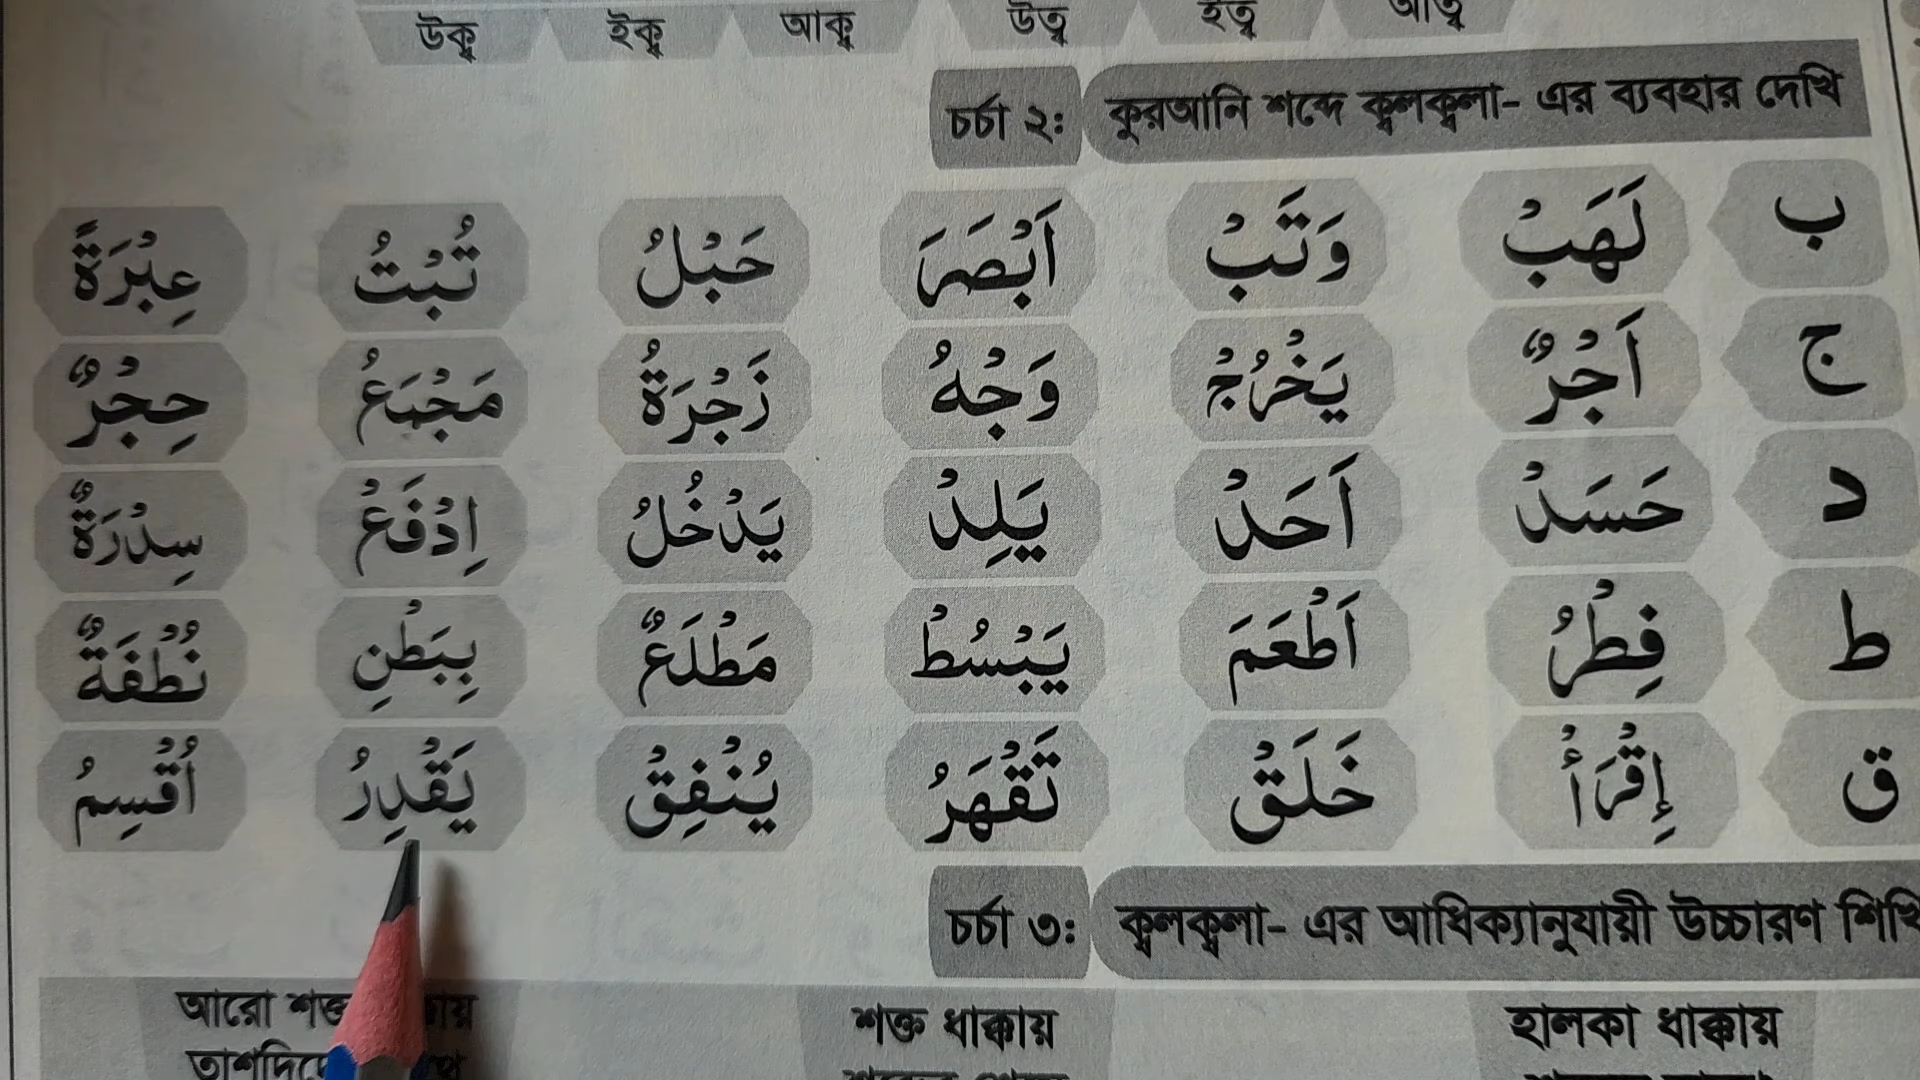 উক্ব ইক্ব আক্ব উত্ব ইত্ব আত্ব
চর্চা ২: কুরআনি শব্দে ক্বলক্বলা- এর ব্যবহার দেখি
ب لَهَبْ وَتَبْ اَبْصَرَ حَبْلُ تُبْتُ عِبْرَةً
ج اَجْرٌ يَخْرُجْ وَجْهُ زَجْرَةٌ مَجْمَعُ حِجْرٌ
د حَسَدْ اَحَدْ يَلِدْ يَدْخُلُ اِدْفَعْ سِدْرَةٌ
ط فِطْرُ اَطْعَمَ يَبْسُطْ مَطْلَعٌ بِبَطْنِ نُطْفَةٌ
ق إِقْرَأْ خَلَقْ تَقْهَرُ يُنْفِقْ يَقْدِرُ اُقْسِمُ
চর্চা ৩: ক্বলক্বলা- এর আধিক্যানুযায়ী উচ্চারণ শিখি
আরো শক্ত শক্ত ধাক্কায় হালকা ধাক্কায়